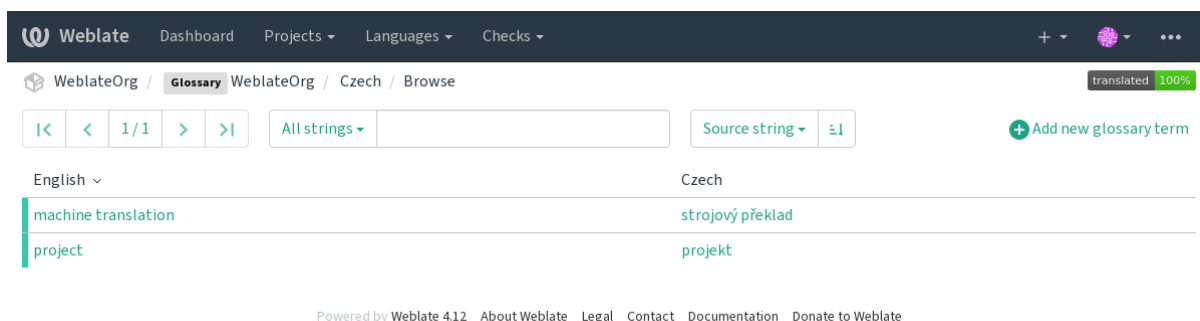 Weblate Dashboard Projects Languages Checks
WeblateOrg / Glossary WeblateOrg / Czech / Browse translated 100%
1 / 1 All strings Source string Add new glossary term
English Czech
machine translation strojový překlad
project projekt
Powered by Weblate 4.12 About Weblate Legal Contact Documentation Donate to Weblate